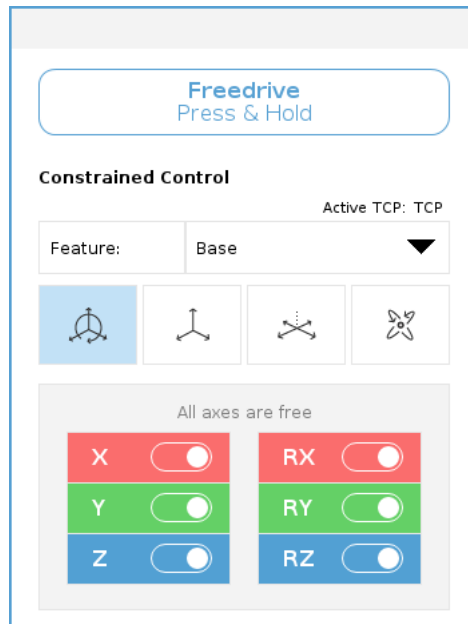 Freedrive
Press & Hold
Constrained Control
Active TCP: TCP
Feature: Base
All axes are free
X RX
Y RY
Z RZ